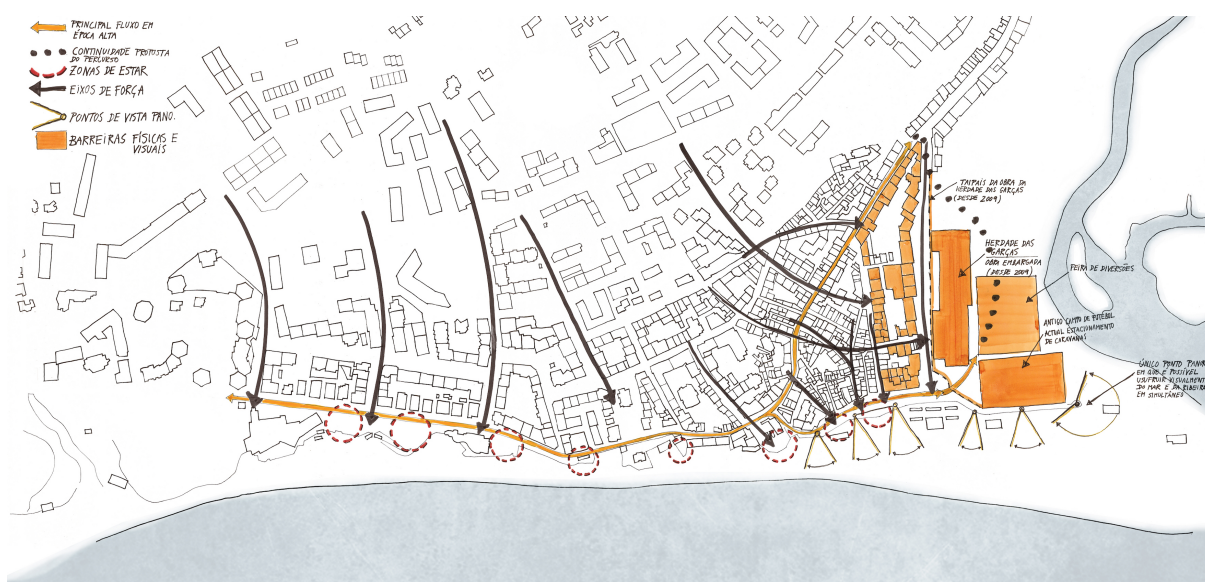 PRINCIPAL FLUXO EM
ÉPOCA ALTA
CONTINUIDADE PROPOSTA
DO PERCURSO
ZONAS DE ESTAR
EIXOS DE FORÇA
PONTOS DE VISTA PANO.
BARREIRAS FÍSICAS E
VISUAIS
TAIPAIS DA OBRA DA
HERDADE DAS GARÇAS
(DESDE 2009)
HERDADE DAS
GARÇAS
OBRA EMBARGADA
(DESDE 2009)
FEIRA DE DIVERSÕES
ANTIGO CAMPO DE FUTEBOL
ACTUAL ESTACIONAMENTO
DE CARAVANAS
ÚNICO PONTO PANO.
EM QUE É POSSÍVEL
USUFRUIR VISUALMENTE
DO MAR E DA RIBEIRA
EM SIMULTÂNEO